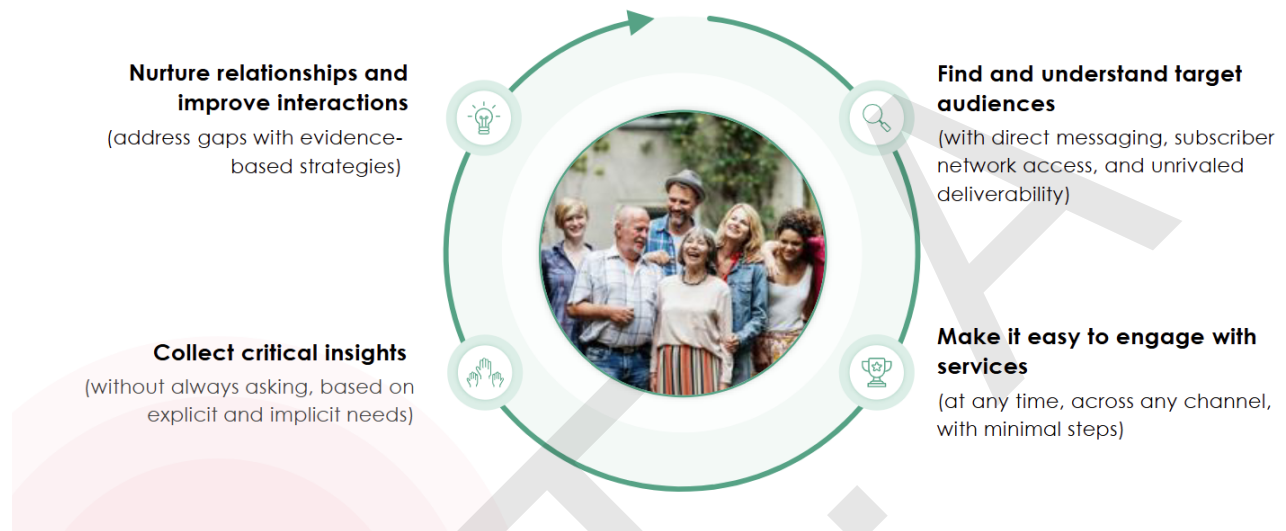 Nurture relationships and
improve interactions
(address gaps with evidence-
based strategies)
Find and understand target
audiences
(with direct messaging, subscriber
network access, and unrivaled
deliverability)
Collect critical insights
(without always asking, based on
explicit and implicit needs)
Make it easy to engage with
services
(at any time, across any channel,
with minimal steps)